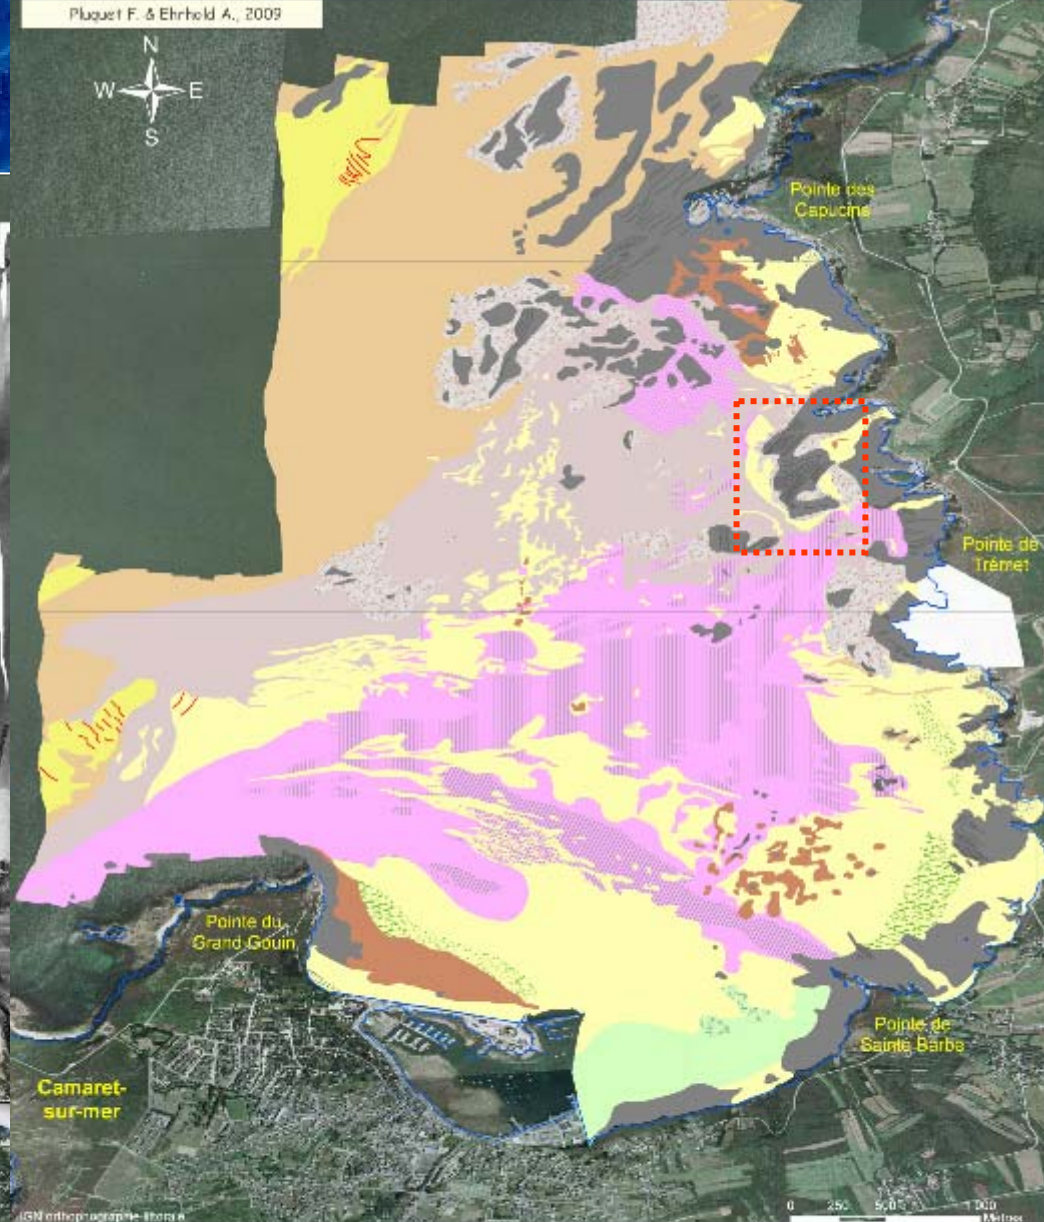 Pluquet F. & Ehrhold A., 2009
N
W E
S
Pointe des
Capucins
Pointe de
Trémet
Pointe du
Grand Gouin
Pointe de
Sainte Barbe
Camaret-
sur-mer
0 250 500 1 000
Mètres
IGN orthophotographie littorale